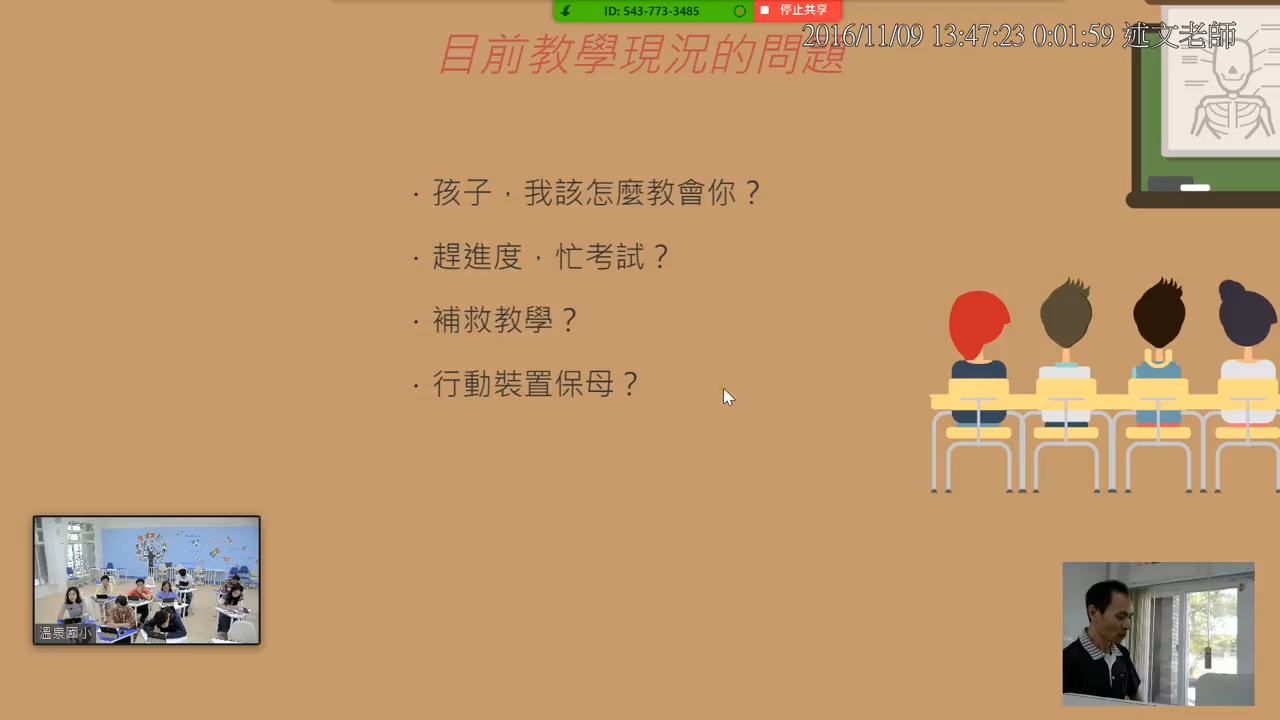 ID: 543-773-3485
停止共享
2016/11/09 13:47:23 0:01:59 述文老師
目前教學現況的問題
· 孩子，我該怎麼教會你？
· 趕進度，忙考試？
· 補救教學？
· 行動裝置保母？
溫泉國小